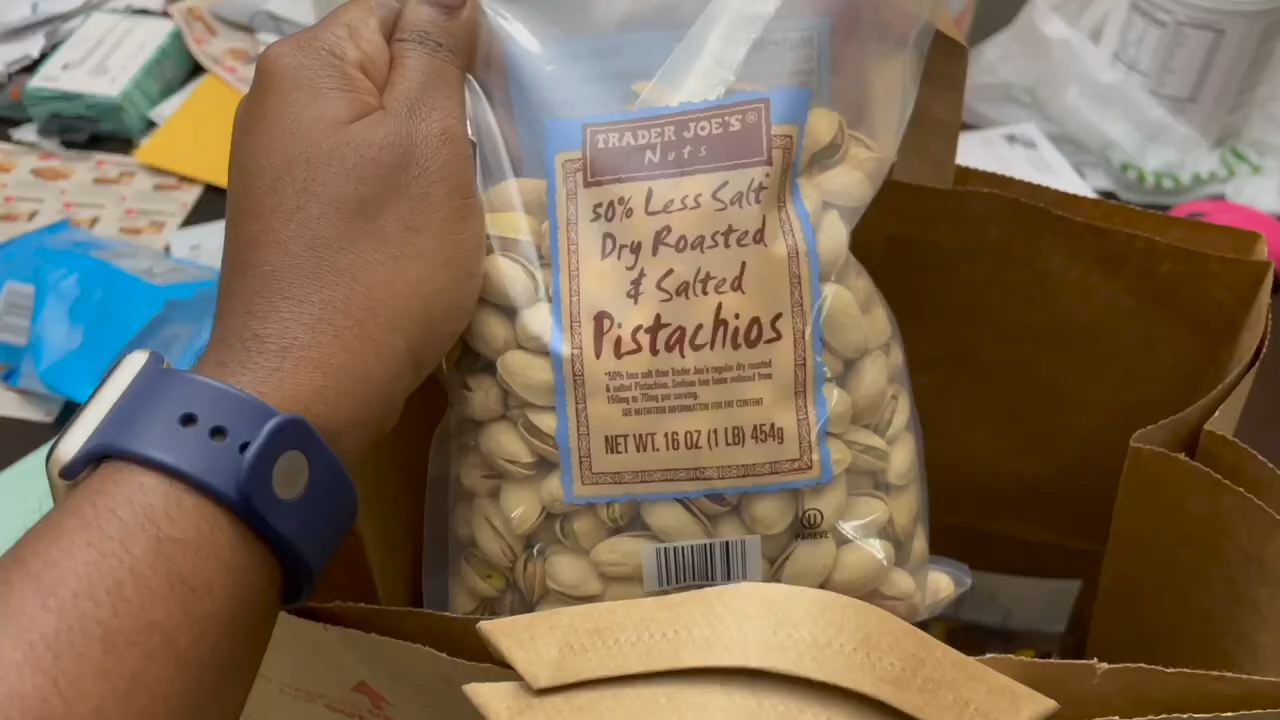 TRADER JOE'S®
Nuts
50% Less Salt*
Dry Roasted
& Salted
Pistachios
*50% less salt than Trader Joe's regular dry roasted
& salted Pistachios. Sodium has been reduced from
150mg to 70mg per serving.
SEE NUTRITION INFORMATION FOR FAT CONTENT
NET WT. 16 OZ (1 LB) 454g
U
PAREVE